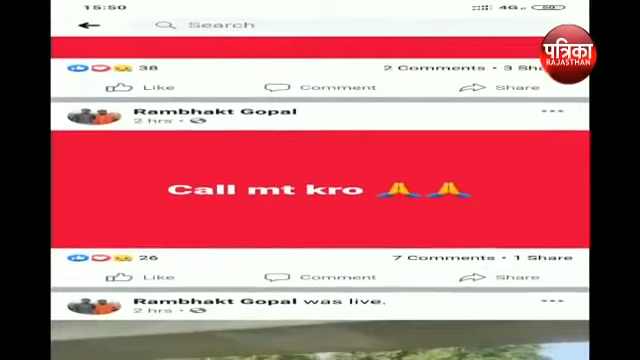 15:50
4G
50
Search
पत्रिका
RAJASTHAN
38
2 Comments • 3 Sha
Like
Comment
Share
Rambhakt Gopal
2 hrs •
Call mt kro 🙏 🙏
26
7 Comments • 1 Share
Like
Comment
Share
Rambhakt Gopal was live.
2 hrs •